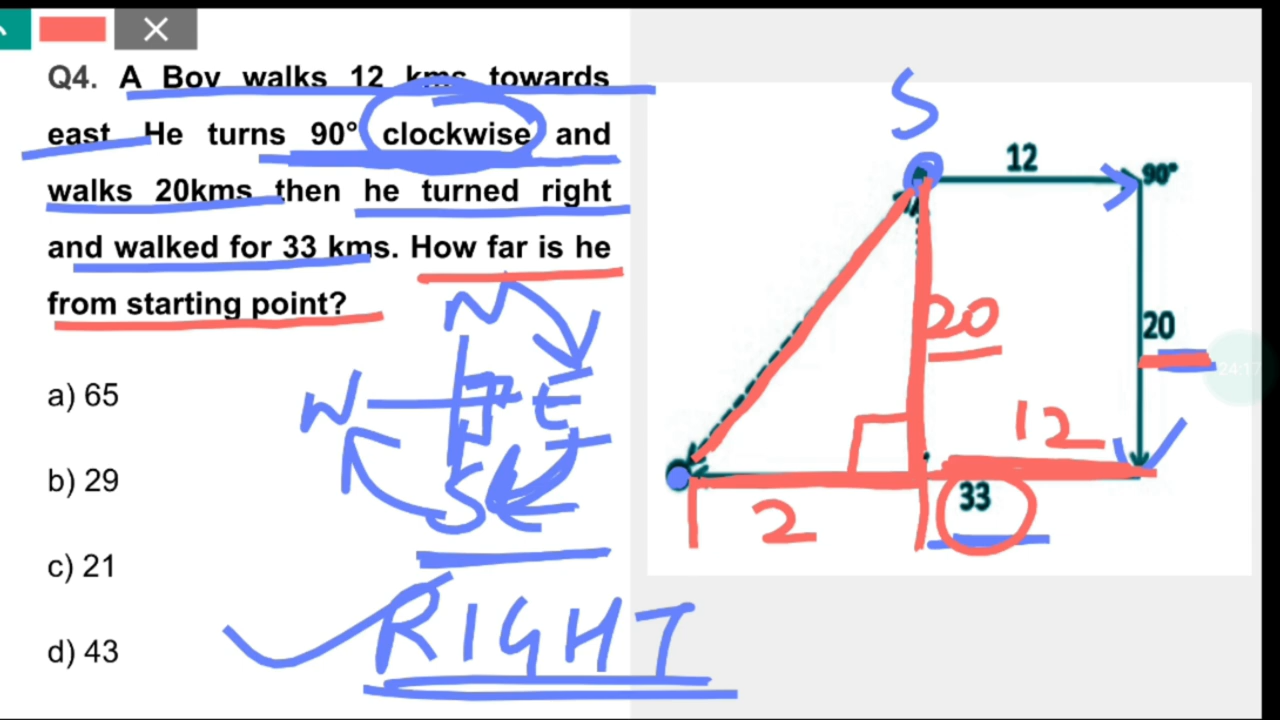 Q4. A Boy walks 12 kms towards
east He turns 90° clockwise and
walks 20kms then he turned right
and walked for 33 kms. How far is he
from starting point?
a) 65
b) 29
c) 21
d) 43
N
W E
S
RIGHT
S
12
90°
20
20
24:17
12
33
2